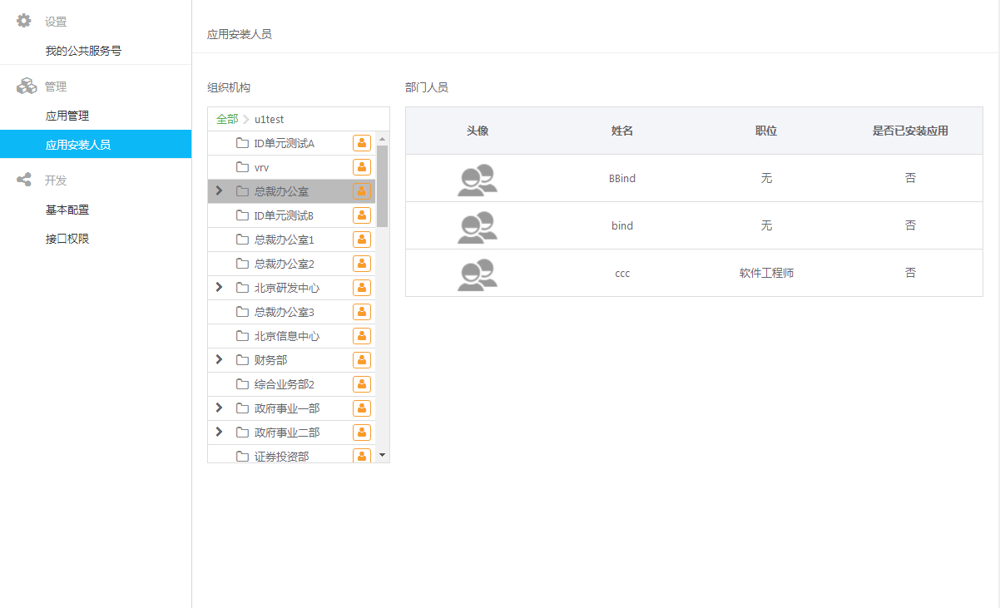 设置
我的公共服务号
管理
应用管理
应用安装人员
开发
基本配置
接口权限
应用安装人员
组织机构
全部 u1test
ID单元测试A
vrv
总裁办公室
ID单元测试B
总裁办公室1
总裁办公室2
北京研发中心
总裁办公室3
北京信息中心
财务部
综合业务部2
政府事业一部
政府事业二部
证券投资部
部门人员
头像 姓名 职位 是否已安装应用
BBind 无 否
bind 无 否
ccc 软件工程师 否